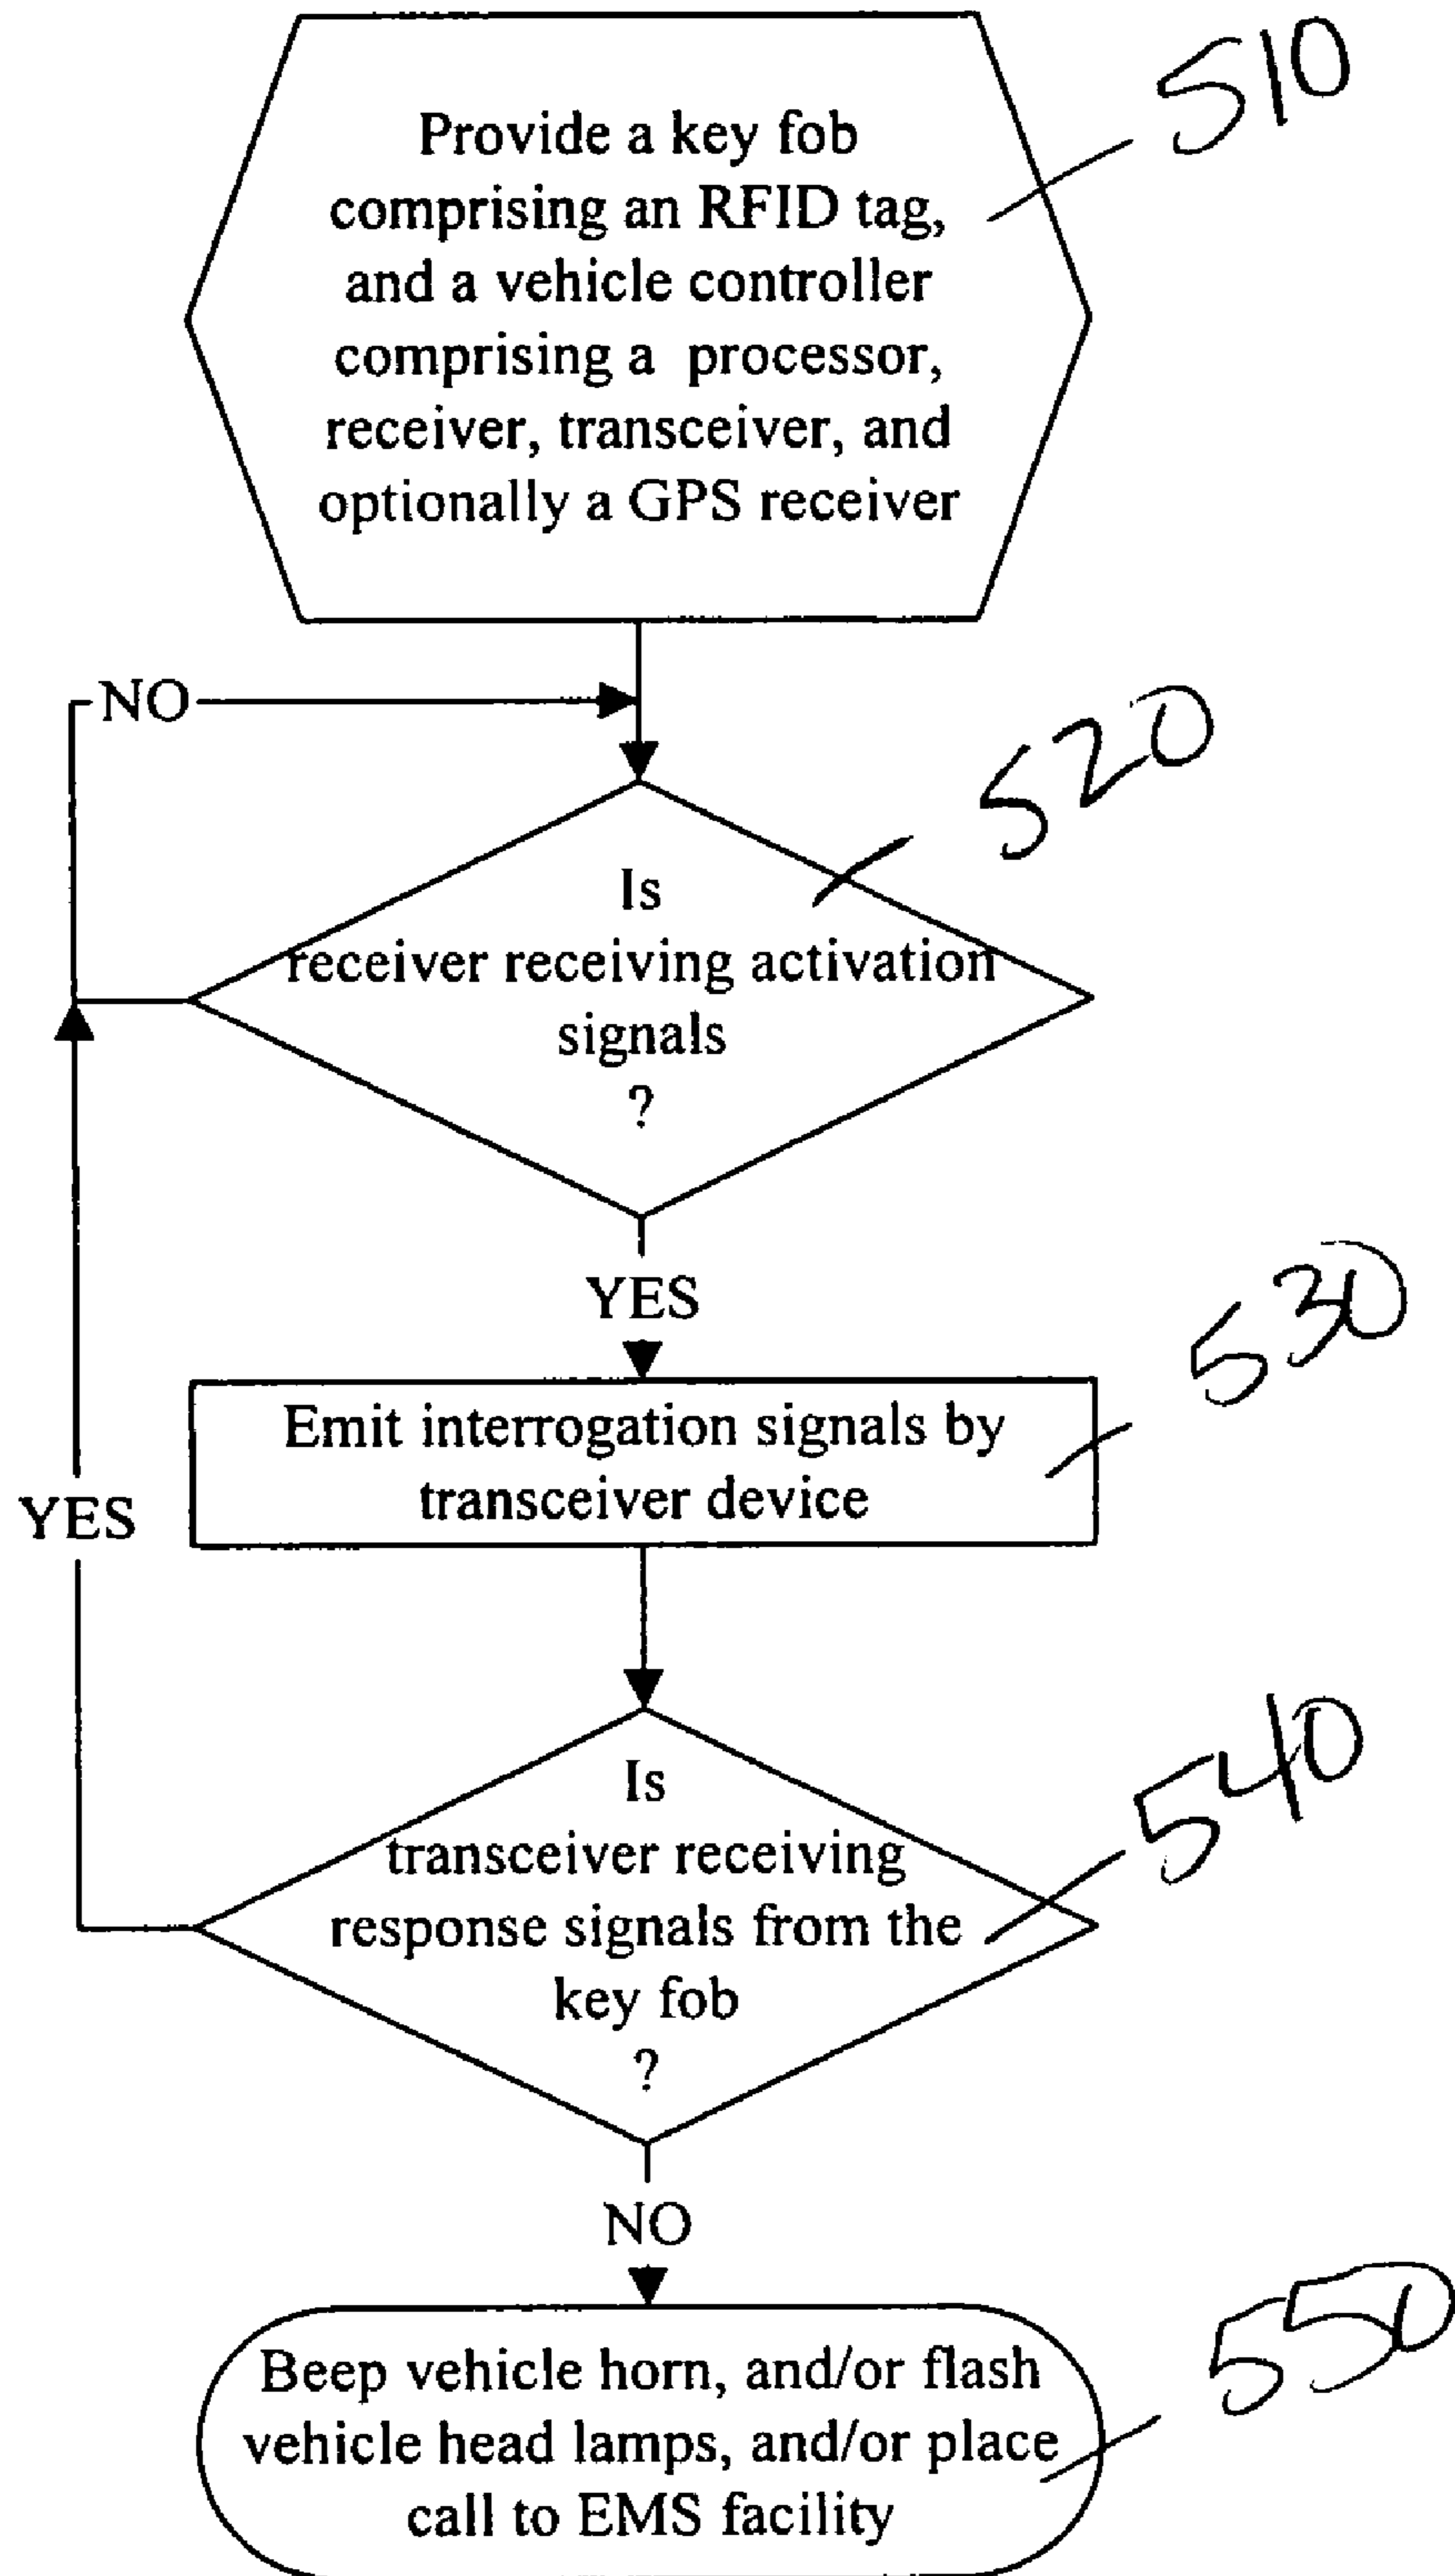 Provide a key fob
comprising an RFID tag,
and a vehicle controller
comprising a processor,
receiver, transceiver, and
optionally a GPS receiver
510
NO
520
Is
receiver receiving activation
signals
?
YES
530
Emit interrogation signals by
transceiver device
YES
540
Is
transceiver receiving
response signals from the
key fob
?
NO
550
Beep vehicle horn, and/or flash
vehicle head lamps, and/or place
call to EMS facility